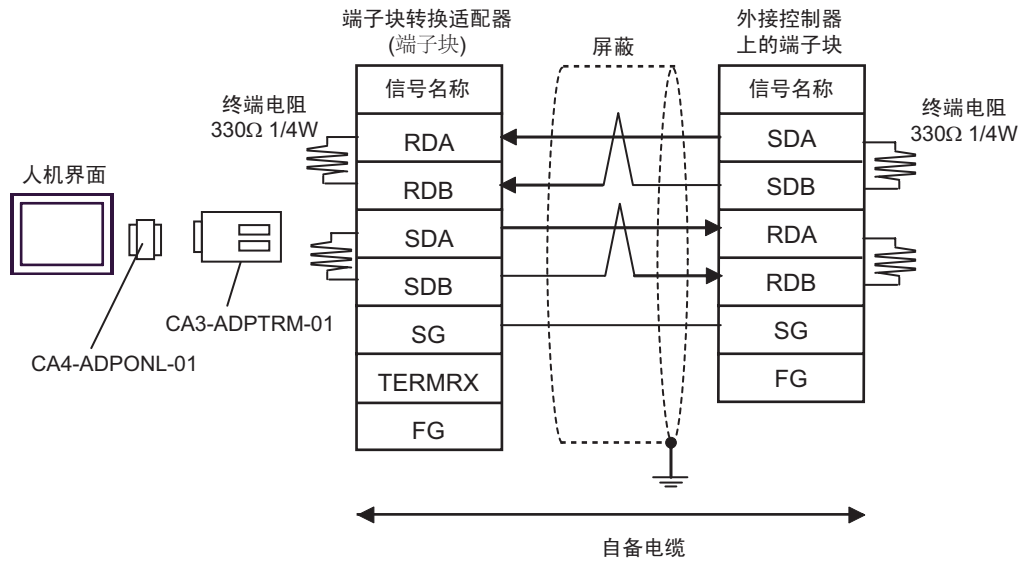 端子块转换适配器
(端子块)
屏蔽
外接控制器
上的端子块
终端电阻
330Ω 1/4W
信号名称
RDA
RDB
SDA
SDB
SG
TERMRX
FG
信号名称
SDA
SDB
RDA
RDB
SG
FG
终端电阻
330Ω 1/4W
人机界面
CA3-ADPTRM-01
CA4-ADPONL-01
自备电缆